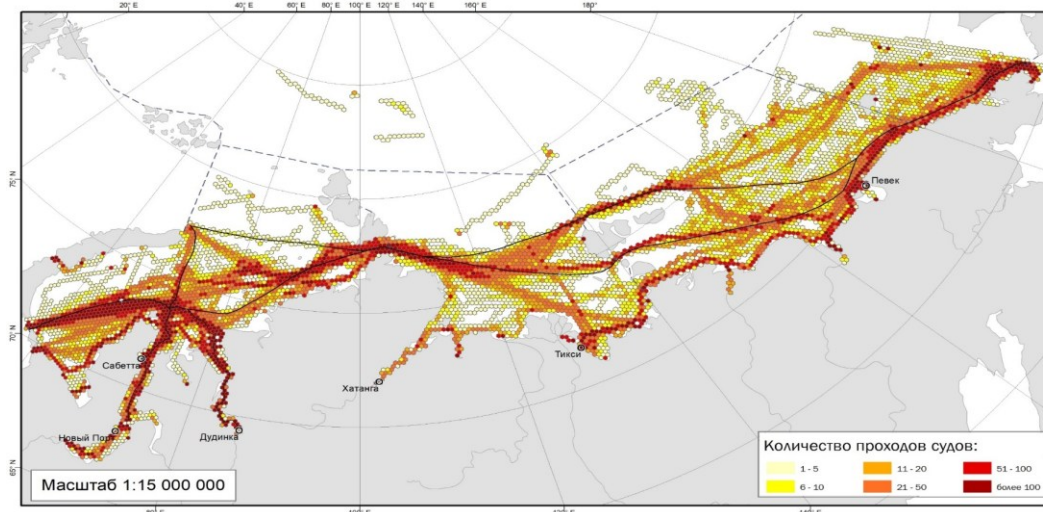 20° E
60° E
80° E
100° E
120° E
140° E
160° E
180°
75° N
70° N
65° N
Певек
Сабетта
Тикси
Хатанга
Новый Порт
Дудинка
Масштаб 1:15 000 000
Количество проходов судов:
1 - 5
11 - 20
51 - 100
6 - 10
21 - 50
более 100